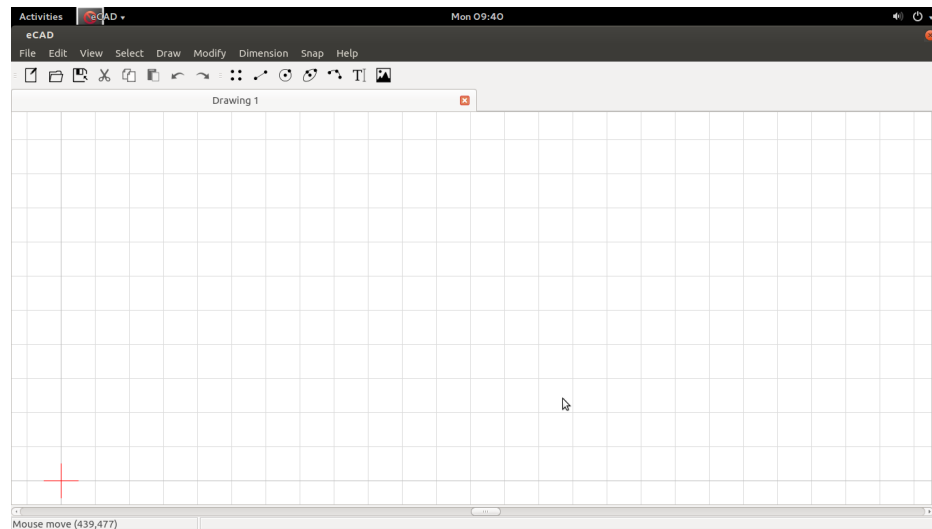 Activities eCAD Mon 09:40
eCAD
File Edit View Select Draw Modify Dimension Snap Help
T
Drawing 1
Mouse move (439,477)